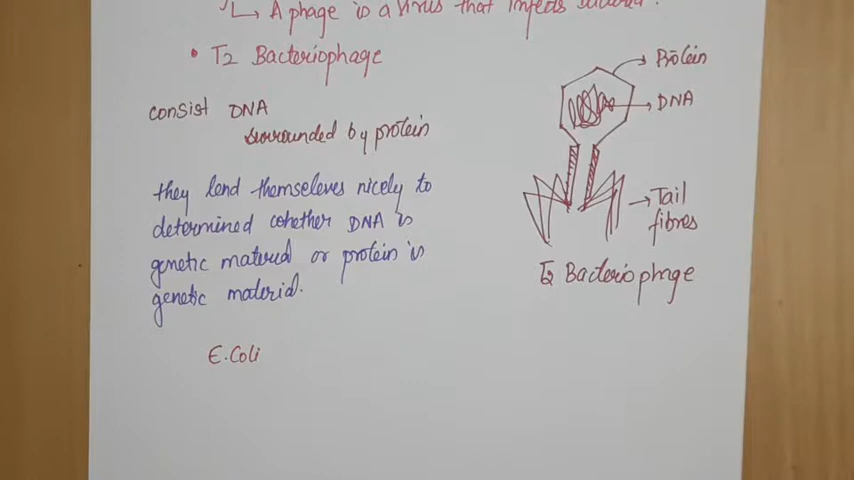 ↳ A phage is a virus that infects bacteria.
• T2 Bacteriophage
consist DNA
surrounded by protein
they lend themseleves nicely to
determined whether DNA is
genetic material or protein is
genetic material.
E.Coli
Protein
DNA
Tail
fibres
T2 Bacteriophage